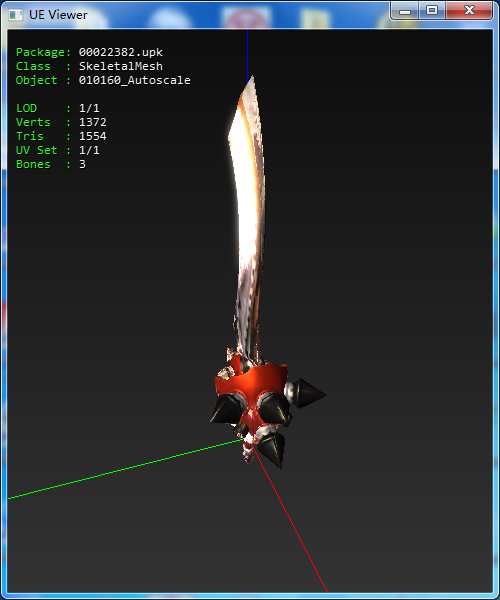 UE Viewer
Package: 00022382.upk
Class : SkeletalMesh
Object : 010160_Autoscale
LOD : 1/1
Verts : 1372
Tris : 1554
UV Set : 1/1
Bones : 3